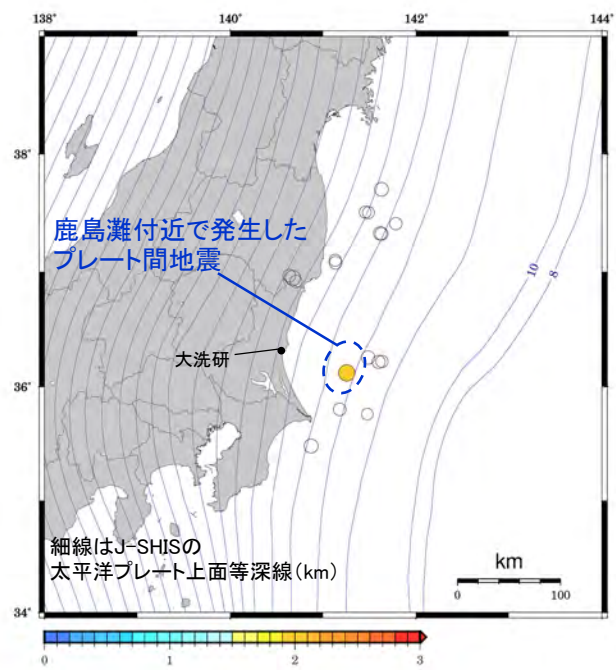 138°
140°
142°
144°
38°
鹿島灘付近で発生した
プレート間地震
10
8
大洗研
36°
細線はJ-SHISの
太平洋プレート上面等深線(km)
km
0 100
34°
0 1 2 3